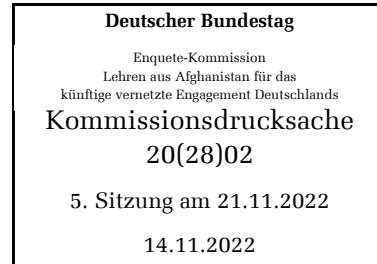 Deutscher Bundestag
Enquete-Kommission
Lehren aus Afghanistan für das
künftige vernetzte Engagement Deutschlands
Kommissionsdrucksache
20(28)02
5. Sitzung am 21.11.2022
14.11.2022